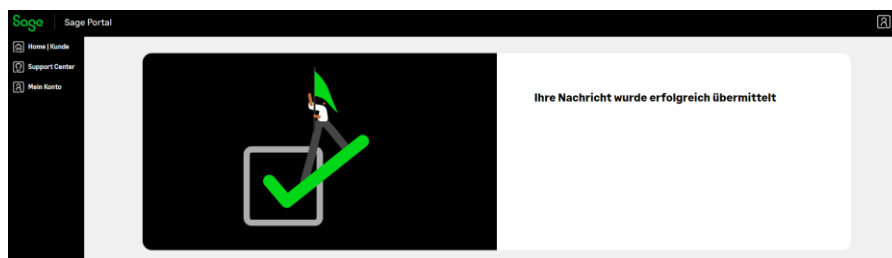 Sage
Sage Portal
Home | Kunde
Support Center
Mein Konto
Ihre Nachricht wurde erfolgreich übermittelt